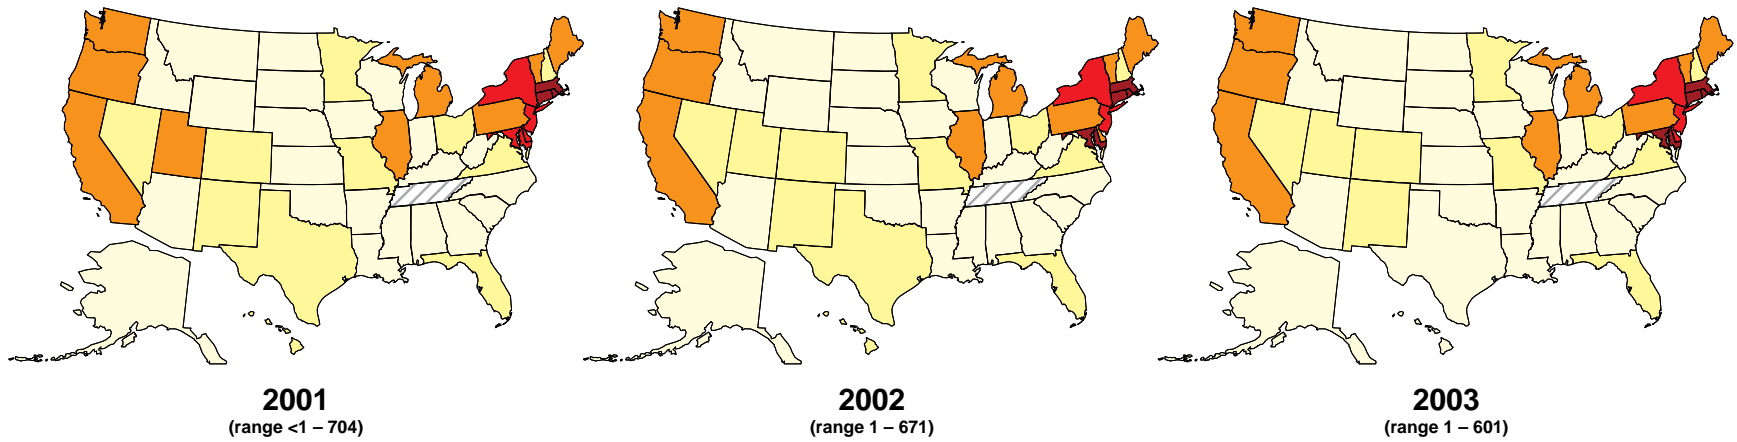 2001
(range <1 – 704)
2002
(range 1 – 671)
2003
(range 1 – 601)